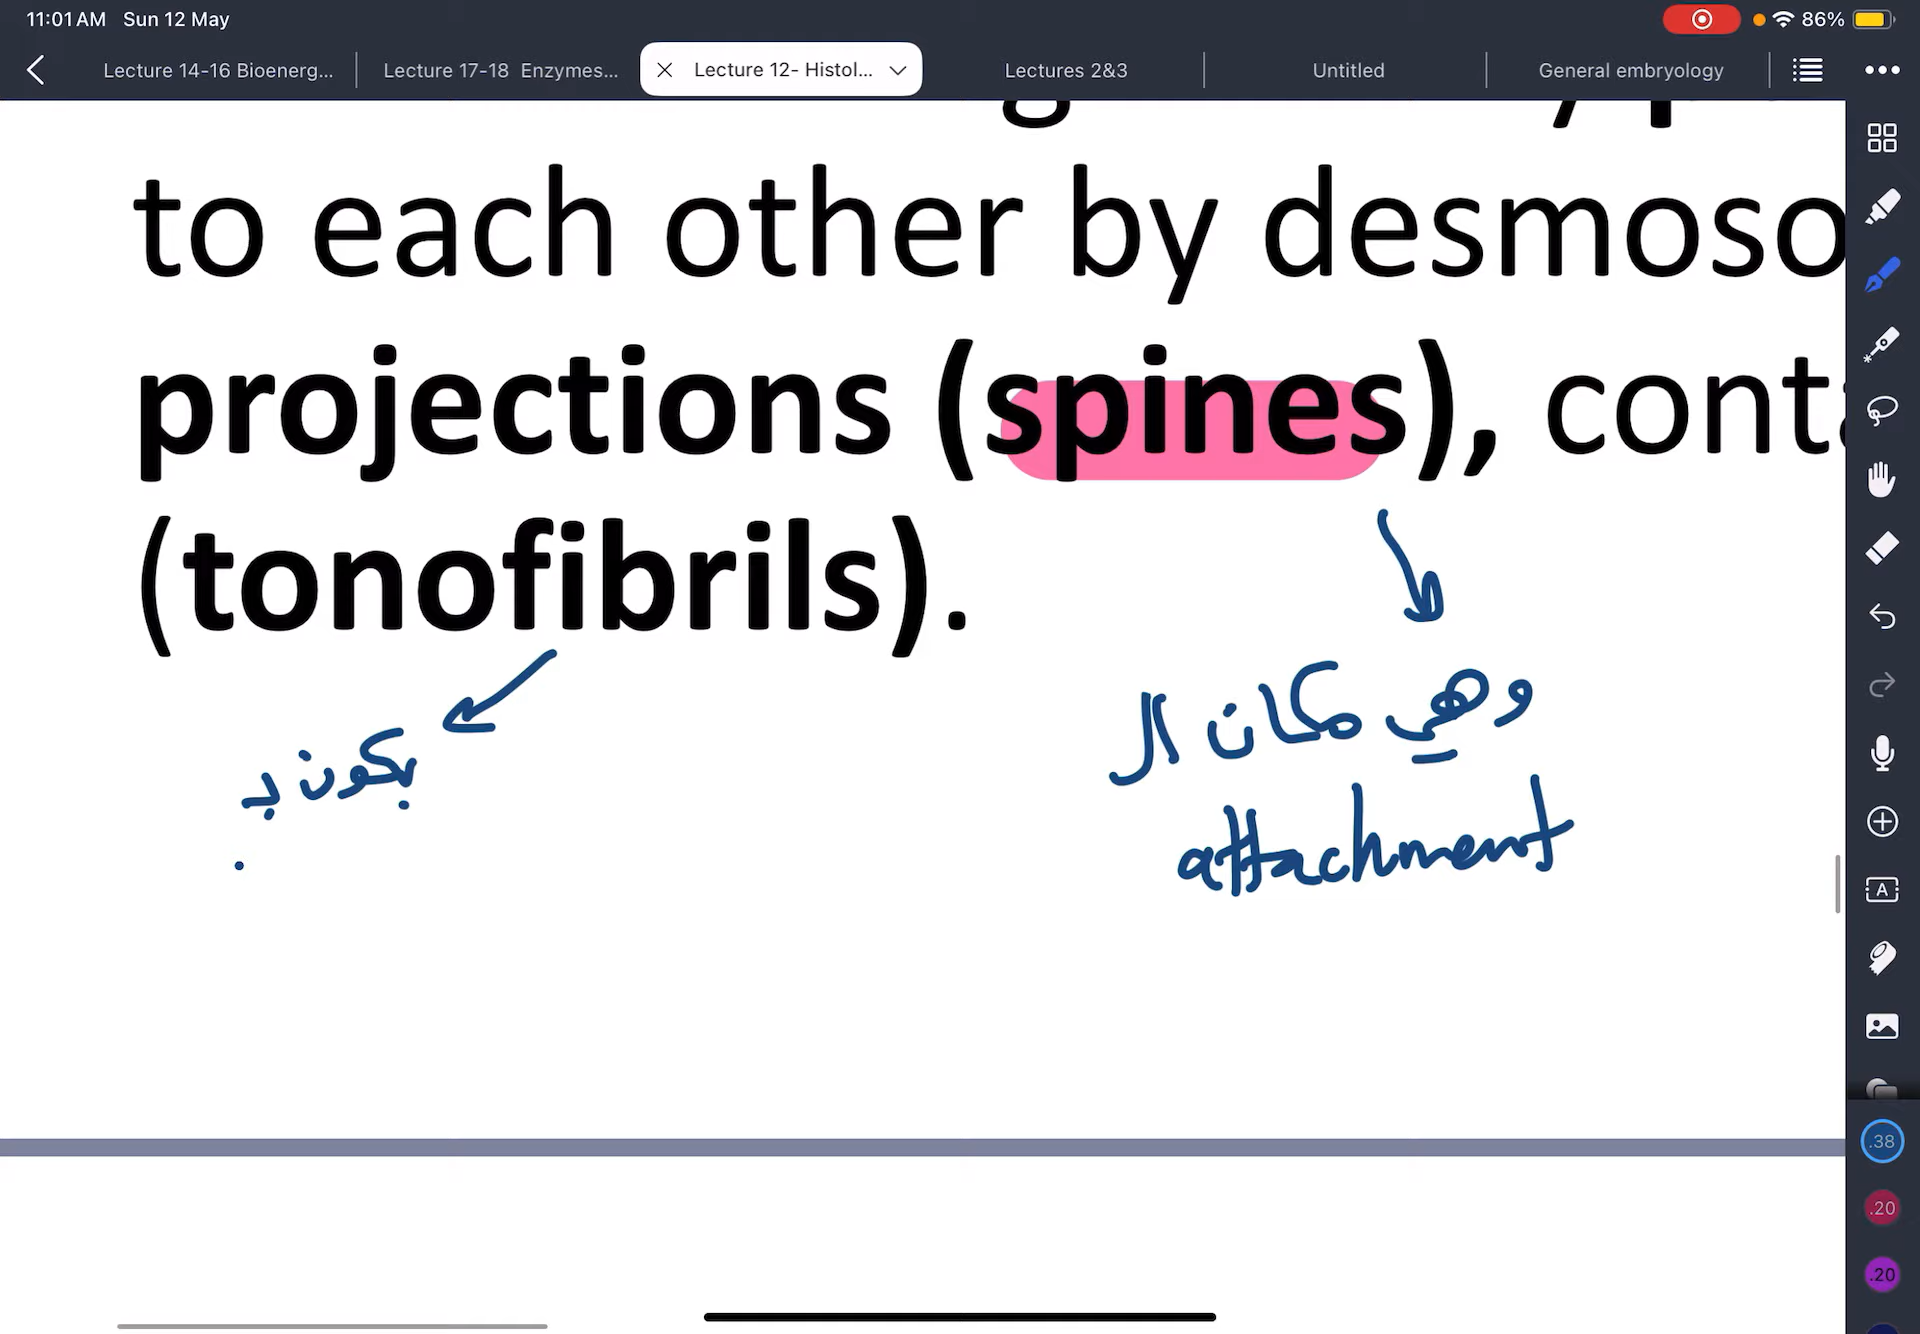 11:01 AM Sun 12 May 86%
Lecture 14-16 Bioenerg... Lecture 17-18 Enzymes... Lecture 12- Histol... Lectures 2&3 Untitled General embryology
to each other by desmoso
projections (spines), conta
(tonofibrils).
وهي مكان ال
attachment
بكون بـ
A
.38
.20
.20